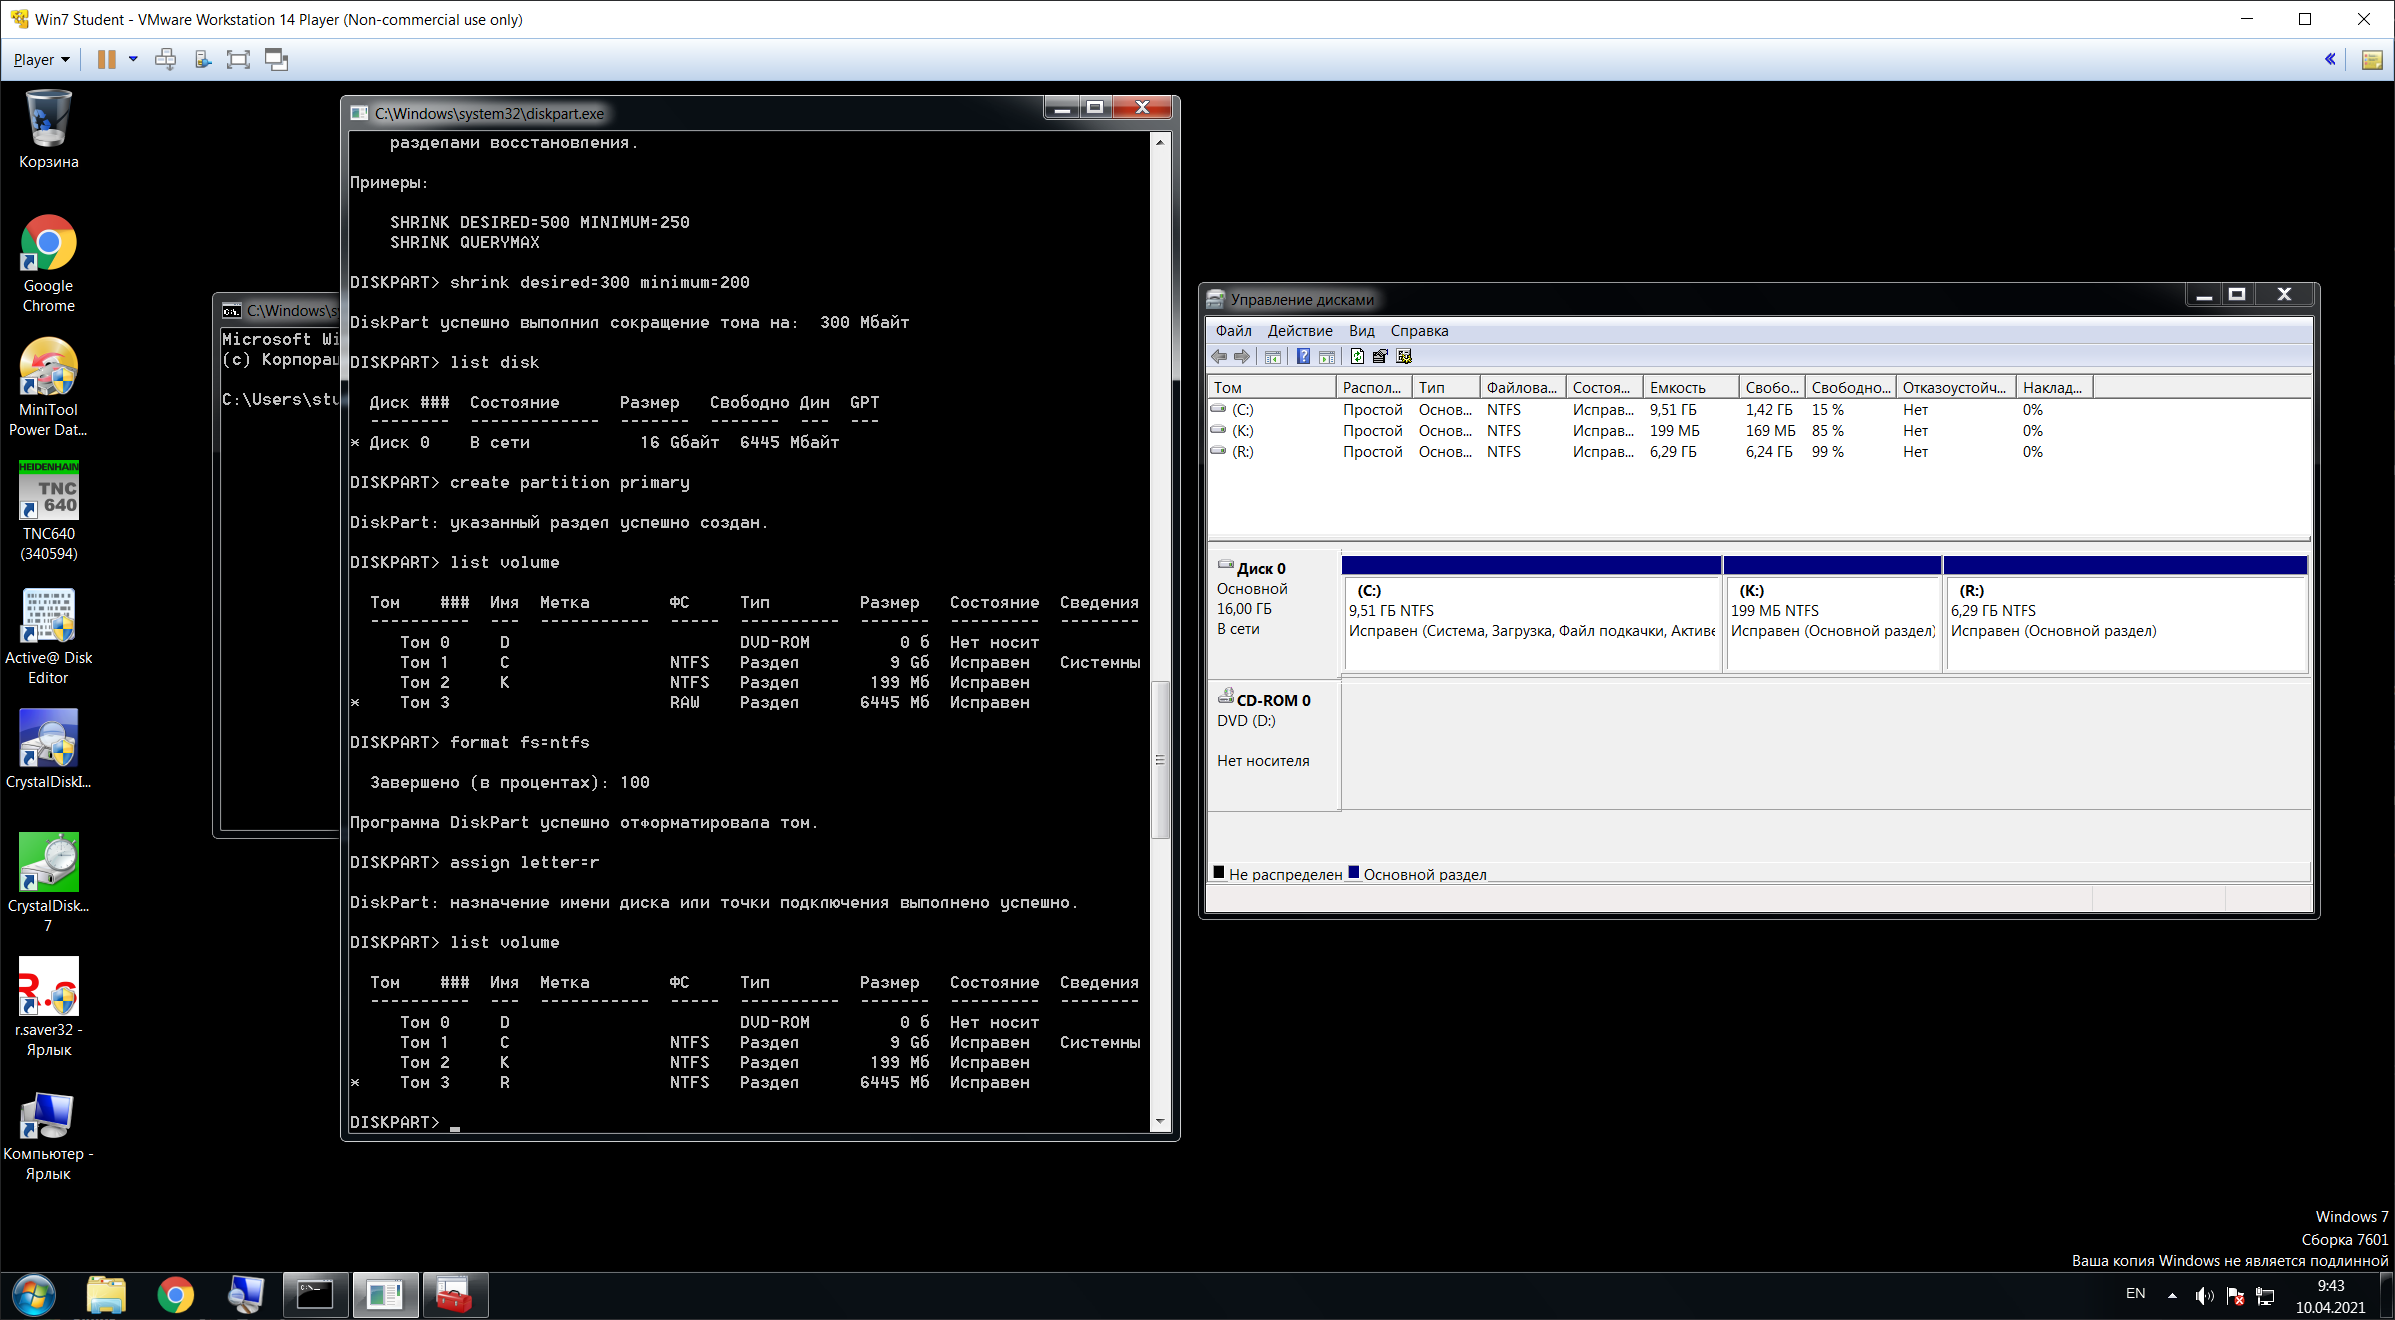 Win7 Student - VMware Workstation 14 Player (Non-commercial use only)
Player
Корзина
Google
Chrome
MiniTool
Power Dat...
HEIDENHAIN
TNC
640
TNC640
(340594)
Active@ Disk
Editor
CrystalDiskI...
CrystalDisk...
7
R.s
r.saver32 -
Ярлык
Компьютер -
Ярлык
C:\Windows\s
Microsoft Wi
(c) Корпорац
C:\Users\stu
C:\Windows\system32\diskpart.exe
разделами восстановления.
Примеры:
SHRINK DESIRED=500 MINIMUM=250
SHRINK QUERYMAX
DISKPART> shrink desired=300 minimum=200
DiskPart успешно выполнил сокращение тома на:  300 Mбайт
DISKPART> list disk
Диск ###  Состояние      Размер   Свободно Дин  GPT
--------  -------------  -------  -------  ---  ---
* Диск 0    В сети           16 Gбайт  6445 Mбайт
DISKPART> create partition primary
DiskPart: указанный раздел успешно создан.
DISKPART> list volume
Том    ###  Имя  Метка        ФС     Тип         Размер   Состояние  Сведения
----------  ---  -----------  -----  ----------  -------  ---------  --------
Том 0     D                       DVD-ROM         0 б  Нет носит
Том 1     C                NTFS   Раздел         9 Gб  Исправен   Системны
Том 2     K                NTFS   Раздел       199 Mб  Исправен
* Том 3                      RAW    Раздел      6445 Mб  Исправен
DISKPART> format fs=ntfs
Завершено (в процентах): 100
Программа DiskPart успешно отформатировала том.
DISKPART> assign letter=r
DiskPart: назначение имени диска или точки подключения выполнено успешно.
DISKPART> list volume
Том    ###  Имя  Метка        ФС     Тип         Размер   Состояние  Сведения
----------  ---  -----------  -----  ----------  -------  ---------  --------
Том 0     D                       DVD-ROM         0 б  Нет носит
Том 1     C                NTFS   Раздел         9 Gб  Исправен   Системны
Том 2     K                NTFS   Раздел       199 Mб  Исправен
* Том 3     R                NTFS   Раздел      6445 Mб  Исправен
DISKPART> _
Управление дисками
Файл Действие Вид Справка
Том Распол... Тип Файлова... Состоя... Емкость Свобо... Свободно... Отказоустойч... Наклад...
(C:) Простой Основ... NTFS Исправ... 9,51 ГБ 1,42 ГБ 15 % Нет 0%
(K:) Простой Основ... NTFS Исправ... 199 МБ 169 МБ 85 % Нет 0%
(R:) Простой Основ... NTFS Исправ... 6,29 ГБ 6,24 ГБ 99 % Нет 0%
Диск 0
Основной
16,00 ГБ
В сети
(C:)
9,51 ГБ NTFS
Исправен (Система, Загрузка, Файл подкачки, Активе
(K:)
199 МБ NTFS
Исправен (Основной раздел)
(R:)
6,29 ГБ NTFS
Исправен (Основной раздел)
CD-ROM 0
DVD (D:)
Нет носителя
Не распределен Основной раздел
Windows 7
Сборка 7601
Ваша копия Windows не является подлинной
EN
9:43
10.04.2021